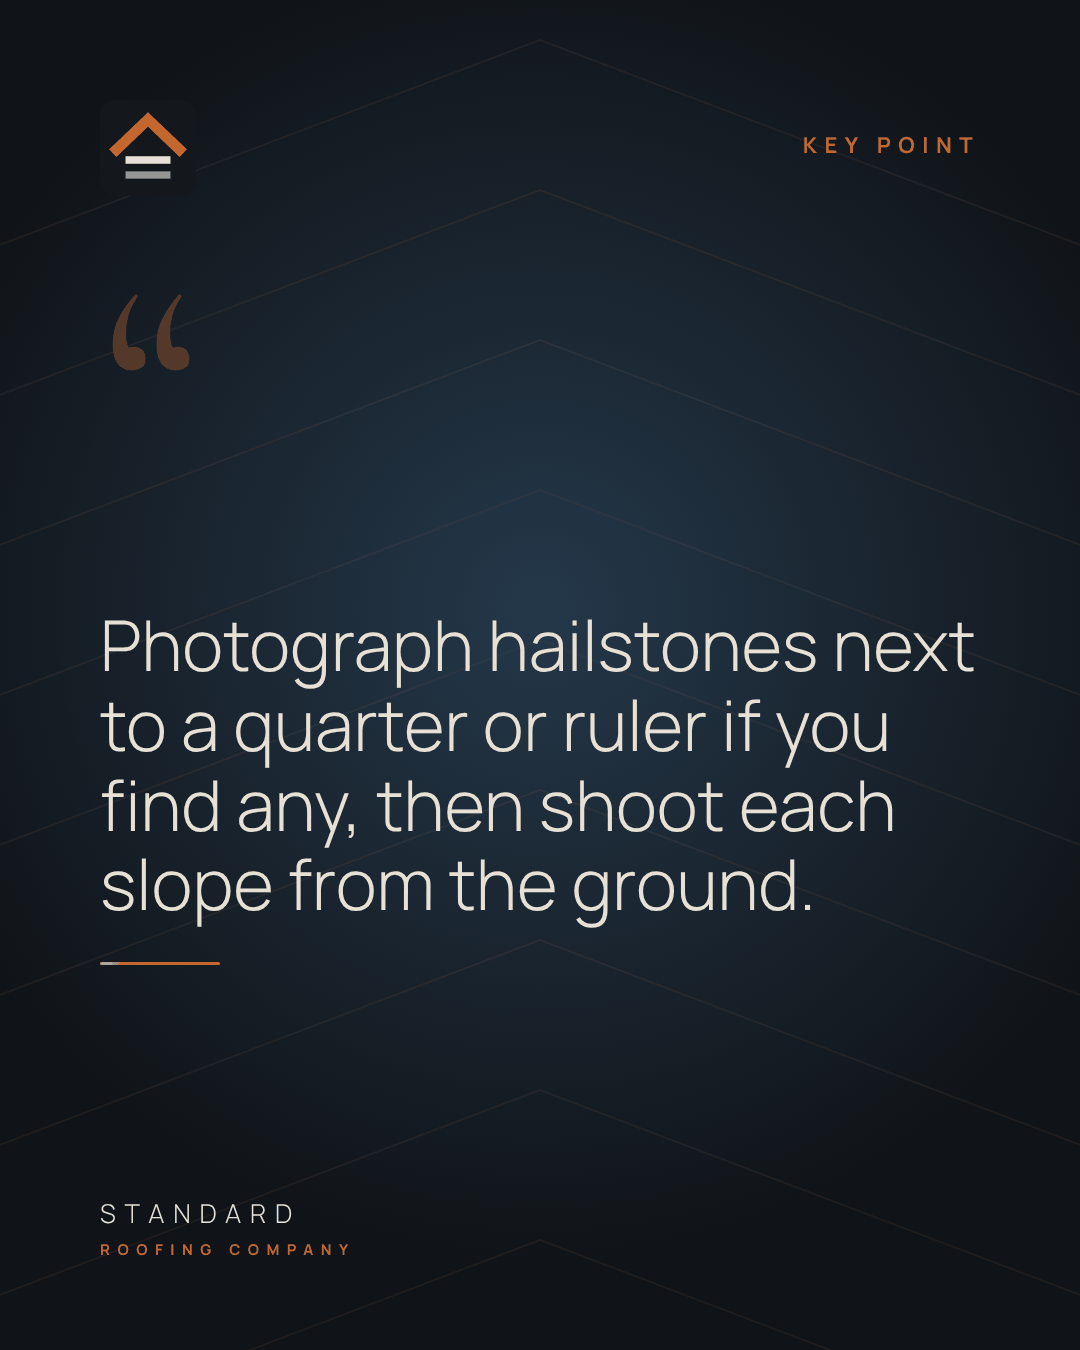 KEY POINT
“
Photograph hailstones next
to a quarter or ruler if you
find any, then shoot each
slope from the ground.
STANDARD
ROOFING COMPANY